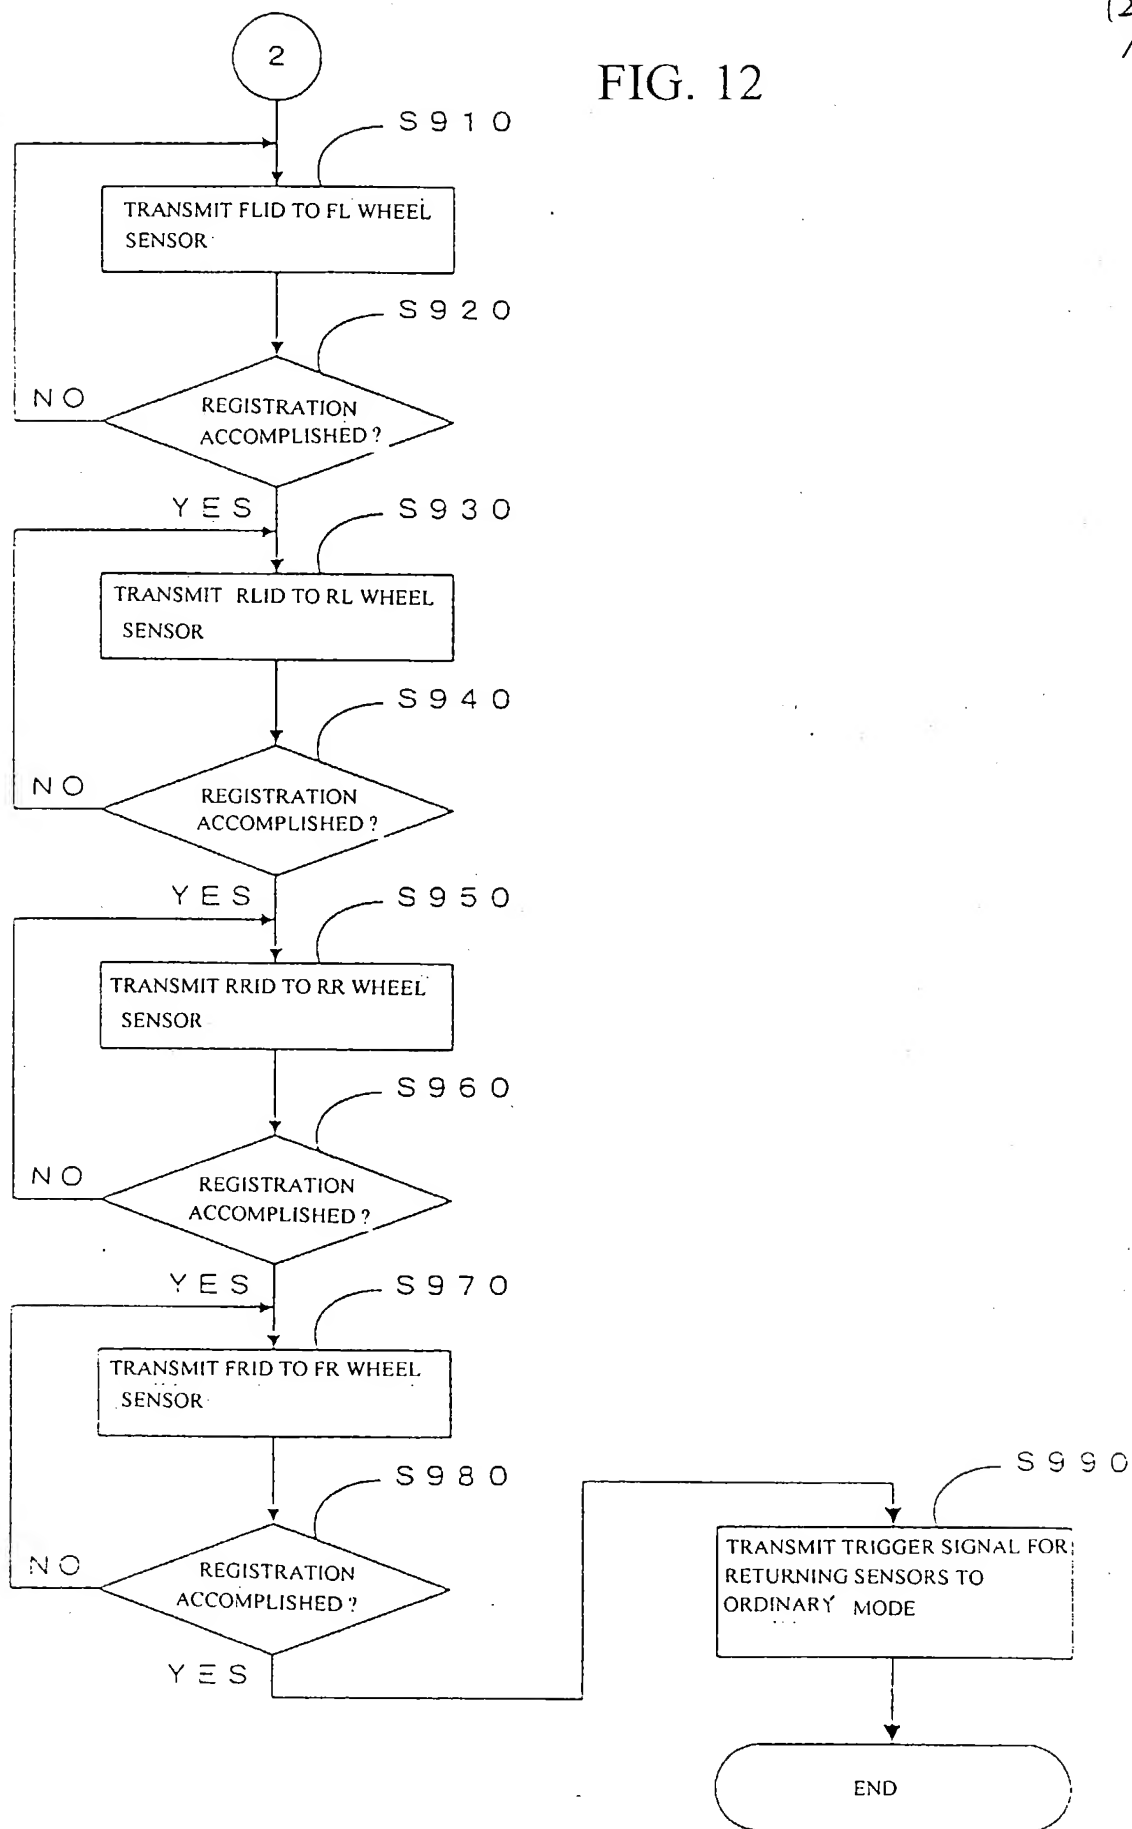 2
FIG. 12
S910
TRANSMIT FLID TO FL WHEEL
SENSOR
S920
NO
REGISTRATION
ACCOMPLISHED?
YES
S930
TRANSMIT RLID TO RL WHEEL
SENSOR
S940
NO
REGISTRATION
ACCOMPLISHED?
YES
S950
TRANSMIT RRID TO RR WHEEL
SENSOR
S960
NO
REGISTRATION
ACCOMPLISHED?
YES
S970
TRANSMIT FRID TO FR WHEEL
SENSOR
S980
NO
REGISTRATION
ACCOMPLISHED?
YES
S990
TRANSMIT TRIGGER SIGNAL FOR
RETURNING SENSORS TO
ORDINARY MODE
END